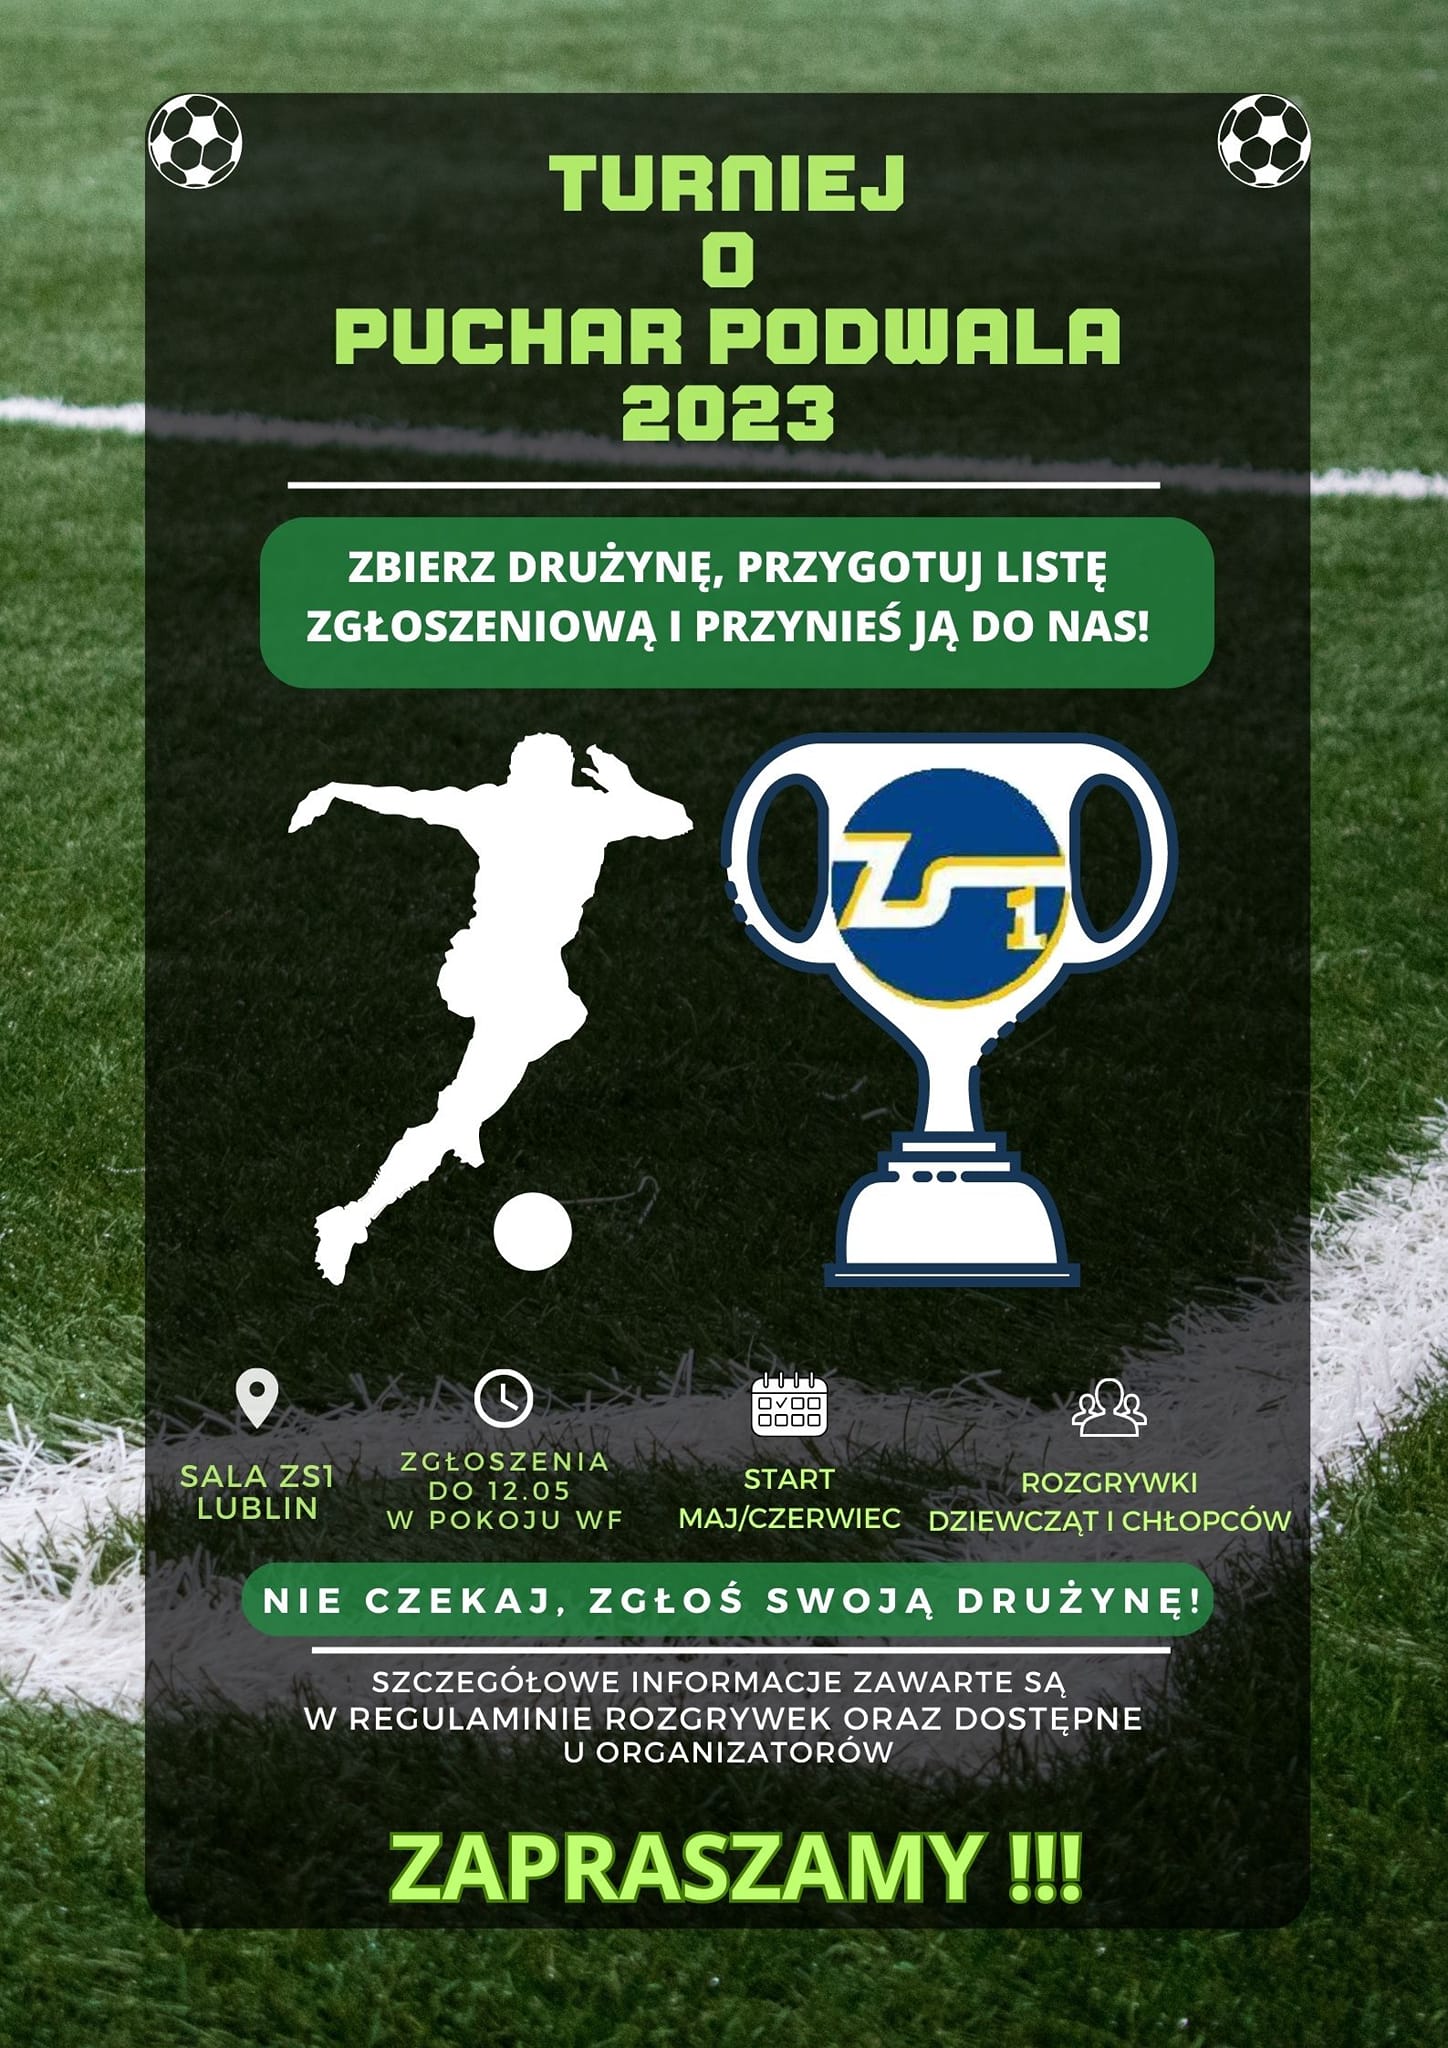 TURNIEJ
O
PUCHAR PODWALA
2023
ZBIERZ DRUŻYNĘ, PRZYGOTUJ LISTĘ
ZGŁOSZENIOWĄ I PRZYNIEŚ JĄ DO NAS!
ZS
1
SALA ZS1
LUBLIN
ZGŁOSZENIA
DO 12.05
W POKOJU WF
START
MAJ/CZERWIEC
ROZGRYWKI
DZIEWCZĄT I CHŁOPCÓW
NIE CZEKAJ, ZGŁOŚ SWOJĄ DRUŻYNĘ!
SZCZEGÓŁOWE INFORMACJE ZAWARTE SĄ
W REGULAMINIE ROZGRYWEK ORAZ DOSTĘPNE
U ORGANIZATORÓW
ZAPRASZAMY !!!